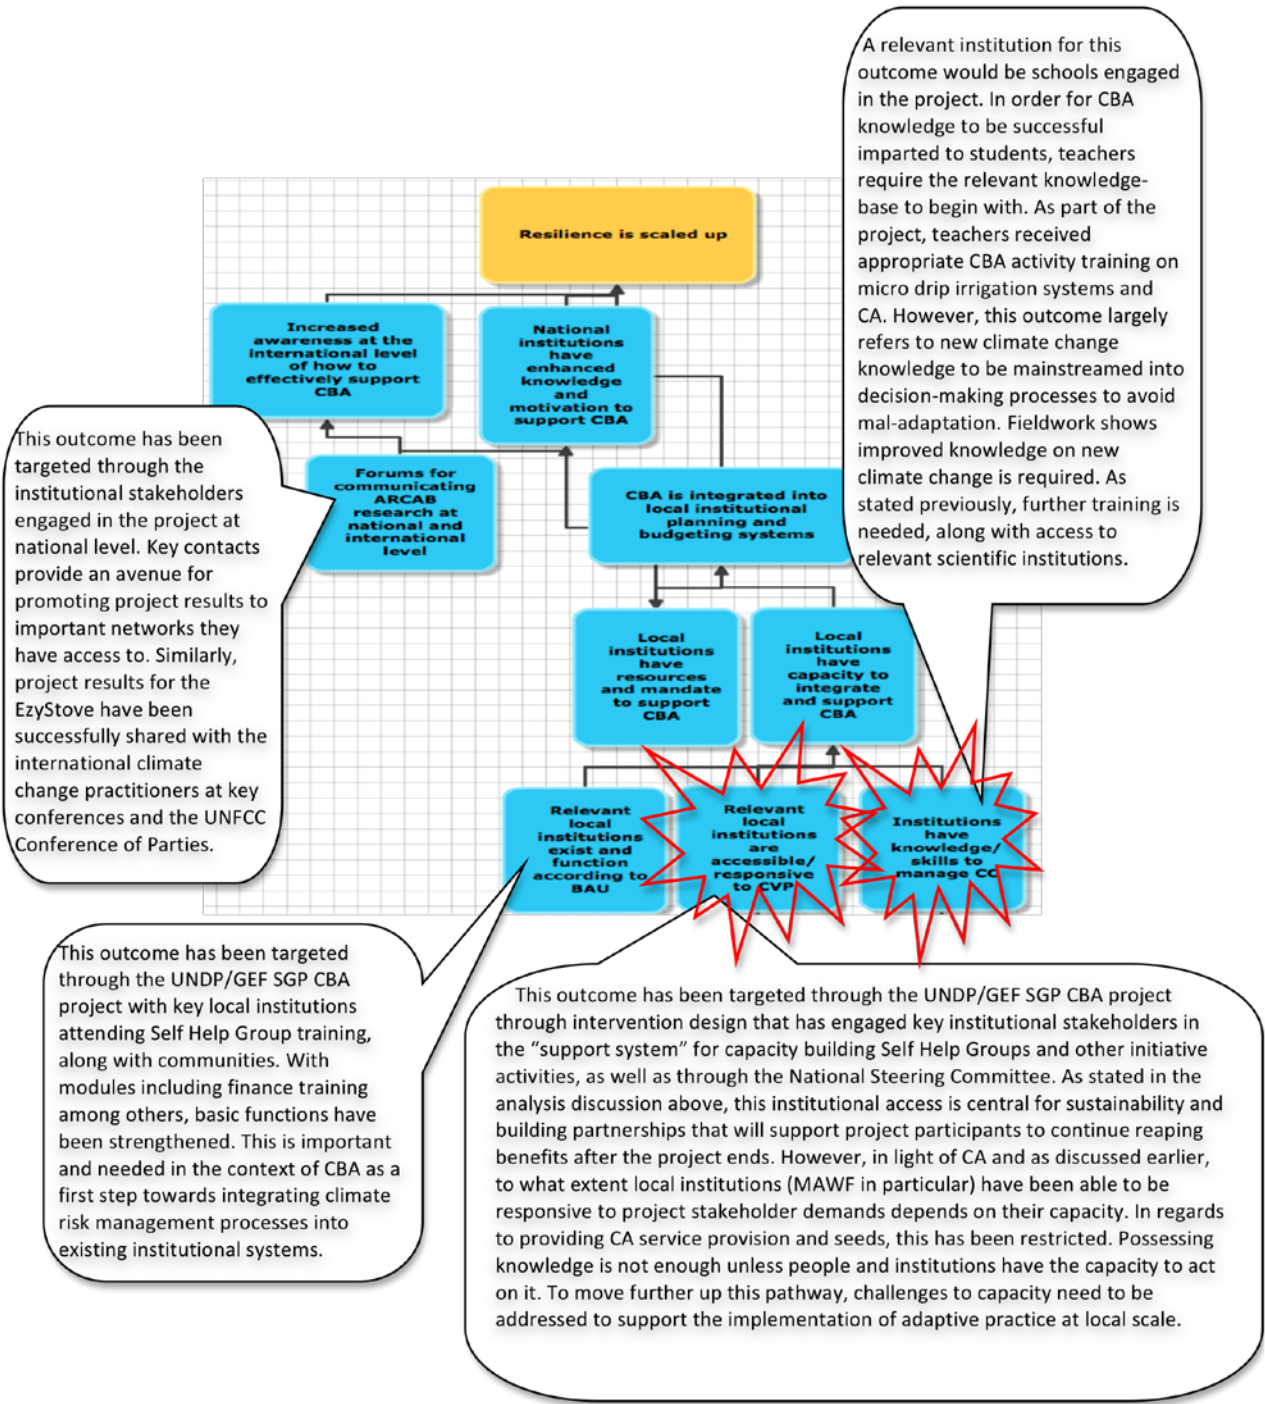 A relevant institution for this
outcome would be schools engaged
in the project. In order for CBA
knowledge to be successful
imparted to students, teachers
require the relevant knowledge-
base to begin with. As part of the
project, teachers received
appropriate CBA activity training on
micro drip irrigation systems and
CA. However, this outcome largely
refers to new climate change
knowledge to be mainstreamed into
decision-making processes to avoid
mal-adaptation. Fieldwork shows
improved knowledge on new
climate change is required. As
stated previously, further training is
needed, along with access to
relevant scientific institutions.
Resilience is scaled up
Increased
awareness at the
international level
of how to
effectively support
CBA
National
institutions
have
enhanced
knowledge
and
motivation to
support CBA
This outcome has been
targeted through the
institutional stakeholders
engaged in the project at
national level. Key contacts
provide an avenue for
promoting project results to
important networks they
have access to. Similarly,
project results for the
EzyStove have been
successfully shared with the
international climate
change practitioners at key
conferences and the UNFCC
Conference of Parties.
Forums for
communicating
ARCAB
research at
national and
international
level
CBA is integrated into
local institutional
planning and
budgeting systems
Local
institutions
have
resources
and mandate
to support
CBA
Local
institutions
have
capacity to
integrate
and support
CBA
Relevant
local
institutions
exist and
function
according to
BAU
Relevant
local
institutions
are
accessible/
responsive
to CVP
Institutions
have
knowledge/
skills to
manage CC
This outcome has been targeted
through the UNDP/GEF SGP CBA
project with key local institutions
attending Self Help Group training,
along with communities. With
modules including finance training
among others, basic functions have
been strengthened. This is important
and needed in the context of CBA as a
first step towards integrating climate
risk management processes into
existing institutional systems.
This outcome has been targeted through the UNDP/GEF SGP CBA project
through intervention design that has engaged key institutional stakeholders in
the “support system” for capacity building Self Help Groups and other initiative
activities, as well as through the National Steering Committee. As stated in the
analysis discussion above, this institutional access is central for sustainability and
building partnerships that will support project participants to continue reaping
benefits after the project ends. However, in light of CA and as discussed earlier,
to what extent local institutions (MAWF in particular) have been able to be
responsive to project stakeholder demands depends on their capacity. In regards
to providing CA service provision and seeds, this has been restricted. Possessing
knowledge is not enough unless people and institutions have the capacity to act
on it. To move further up this pathway, challenges to capacity need to be
addressed to support the implementation of adaptive practice at local scale.